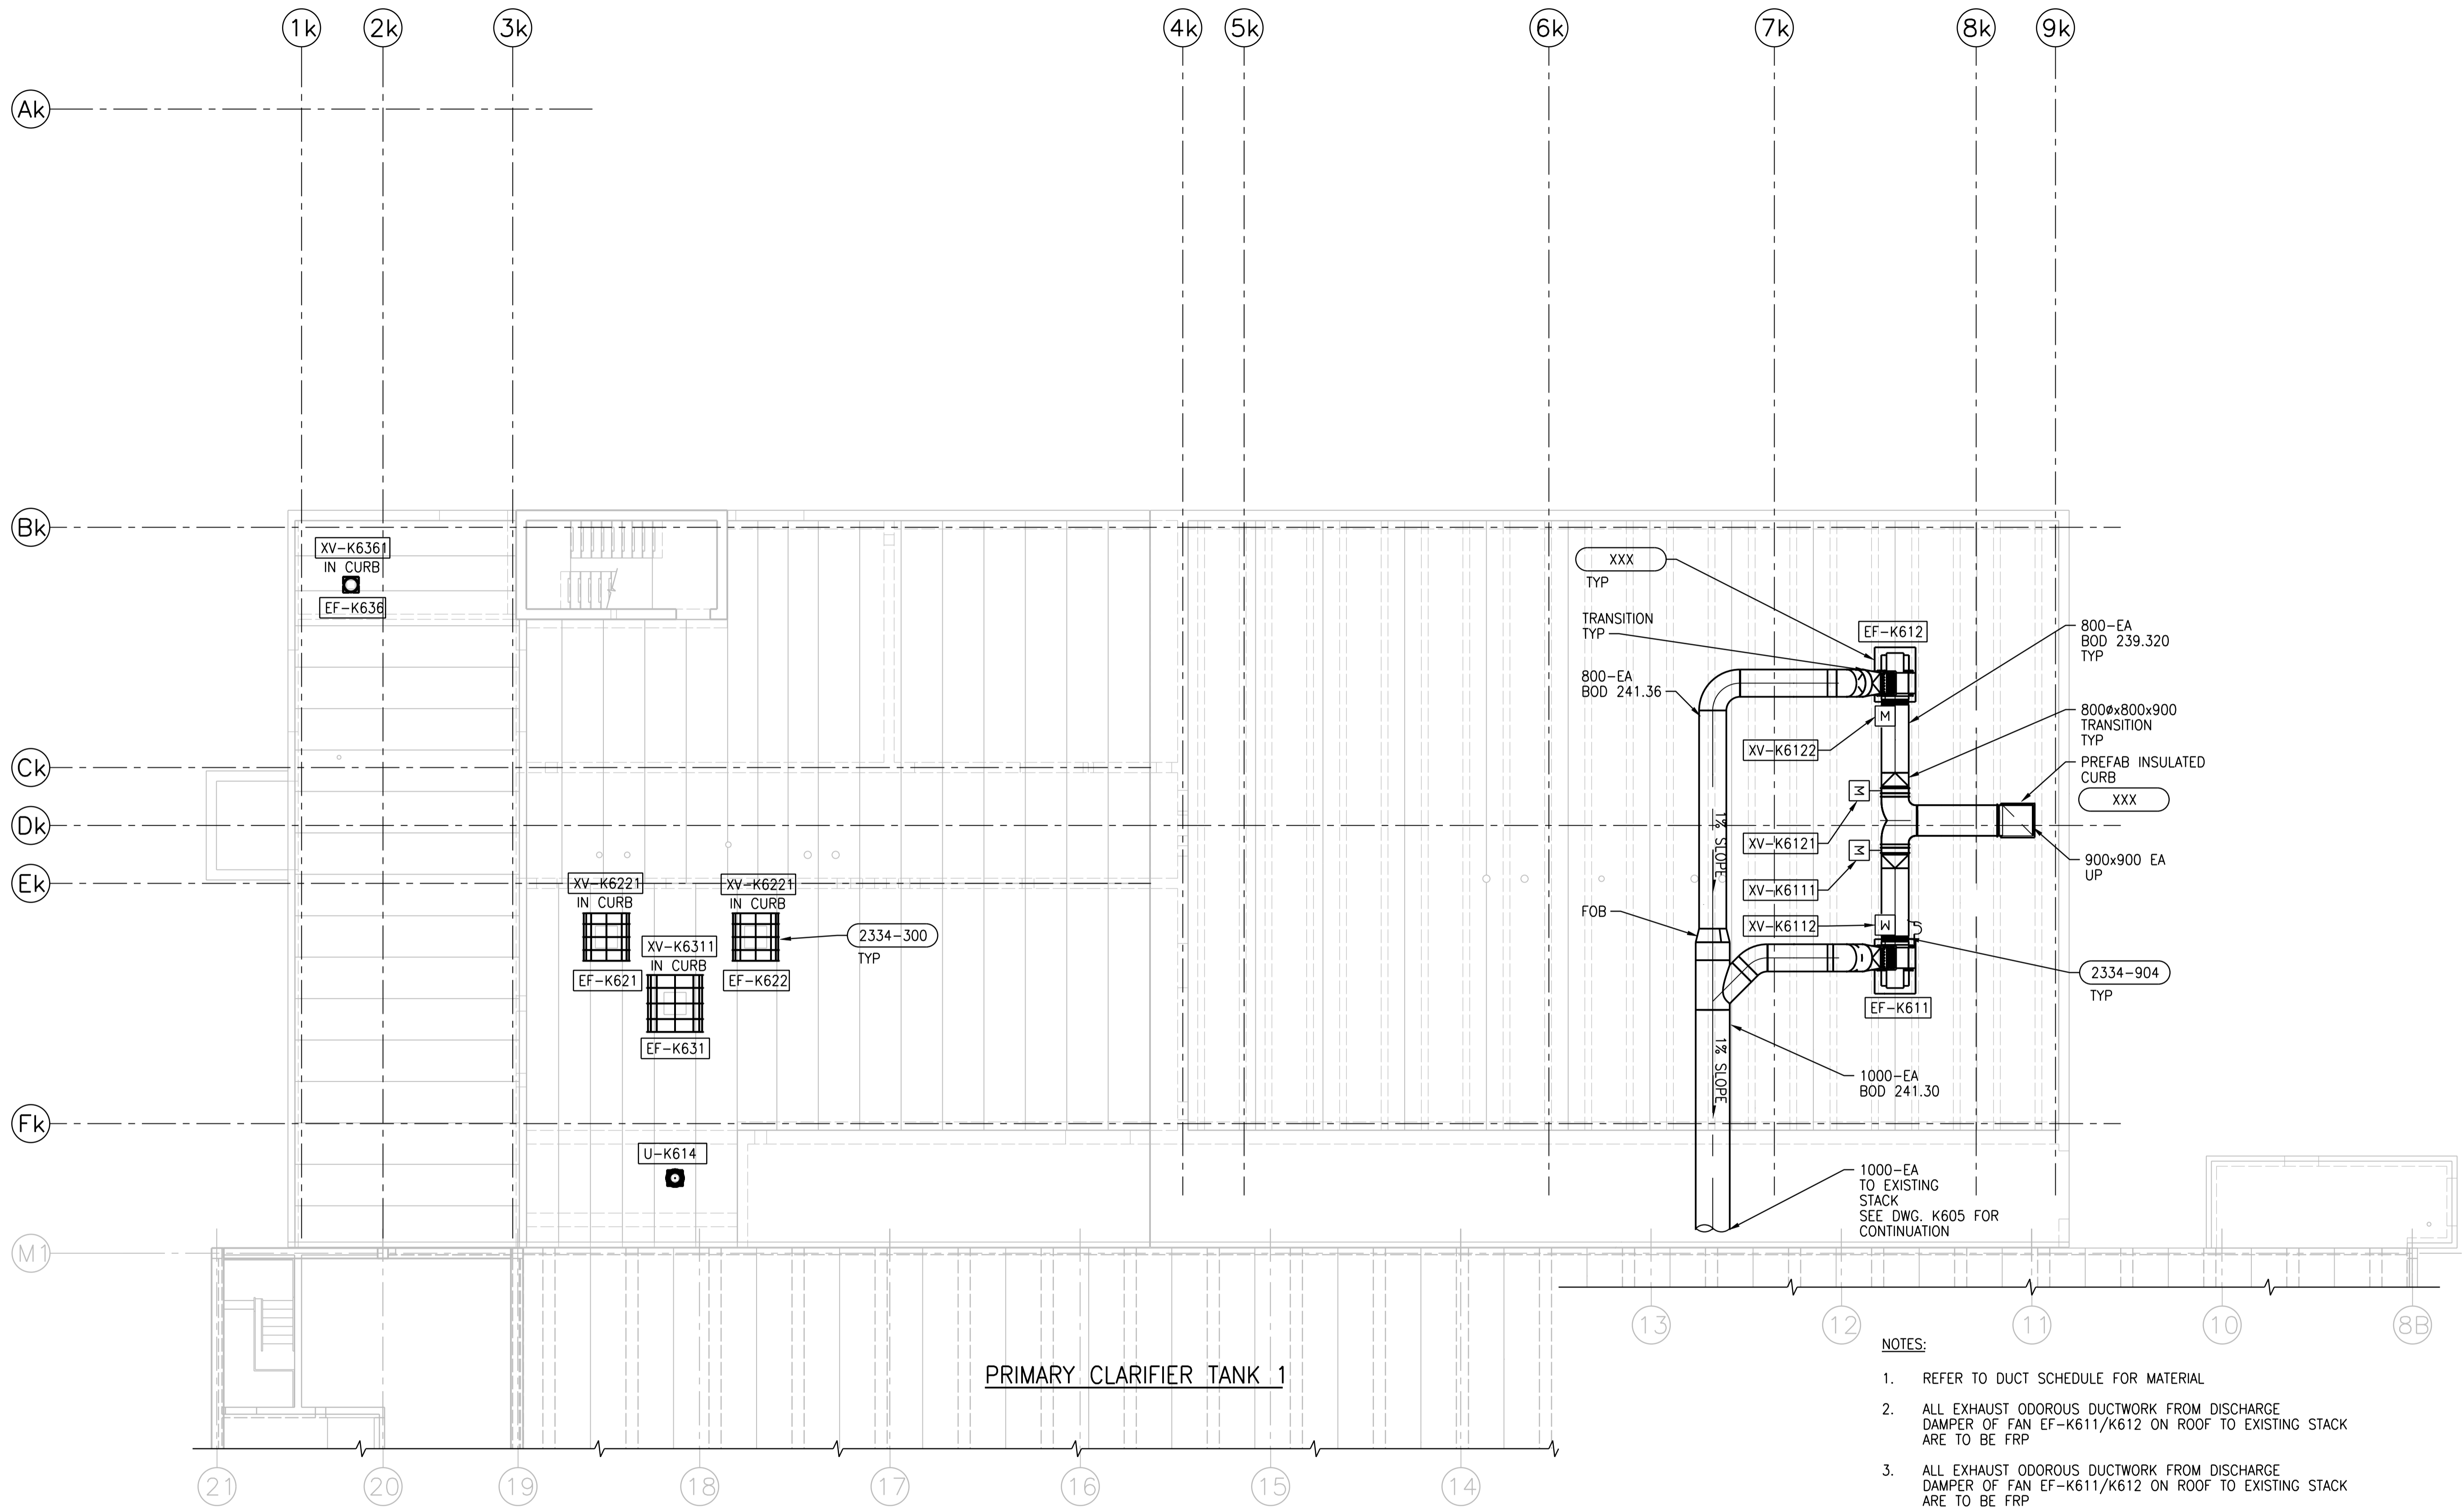 1k
2k
3k
4k
5k
6k
7k
8k
9k
Ak
Bk
XV-K6361
IN CURB
EF-K636
XXX
TYP
TRANSITION
TYP
EF-K612
800-EA
BOD 239.320
TYP
800-EA
BOD 241.36
800øx800x900
TRANSITION
TYP
M
XV-K6122
Ck
PREFAB INSULATED
CURB
XXX
M
Dk
1% SLOPE
XV-K6121
M
900x900 EA
UP
Ek
XV-K6221
IN CURB
XV-K6221
IN CURB
XV-K6111
FOB
XV-K6112
M
2334-300
TYP
XV-K6311
IN CURB
EF-K621
EF-K622
2334-904
TYP
EF-K611
EF-K631
1% SLOPE
1000-EA
BOD 241.30
Fk
U-K614
1000-EA
TO EXISTING
STACK
SEE DWG. K605 FOR
CONTINUATION
M1
13
12
11
10
8B
PRIMARY CLARIFIER TANK 1
21
20
19
18
17
16
15
14
NOTES:
1. REFER TO DUCT SCHEDULE FOR MATERIAL
2. ALL EXHAUST ODOROUS DUCTWORK FROM DISCHARGE
DAMPER OF FAN EF-K611/K612 ON ROOF TO EXISTING STACK
ARE TO BE FRP
3. ALL EXHAUST ODOROUS DUCTWORK FROM DISCHARGE
DAMPER OF FAN EF-K611/K612 ON ROOF TO EXISTING STACK
ARE TO BE FRP